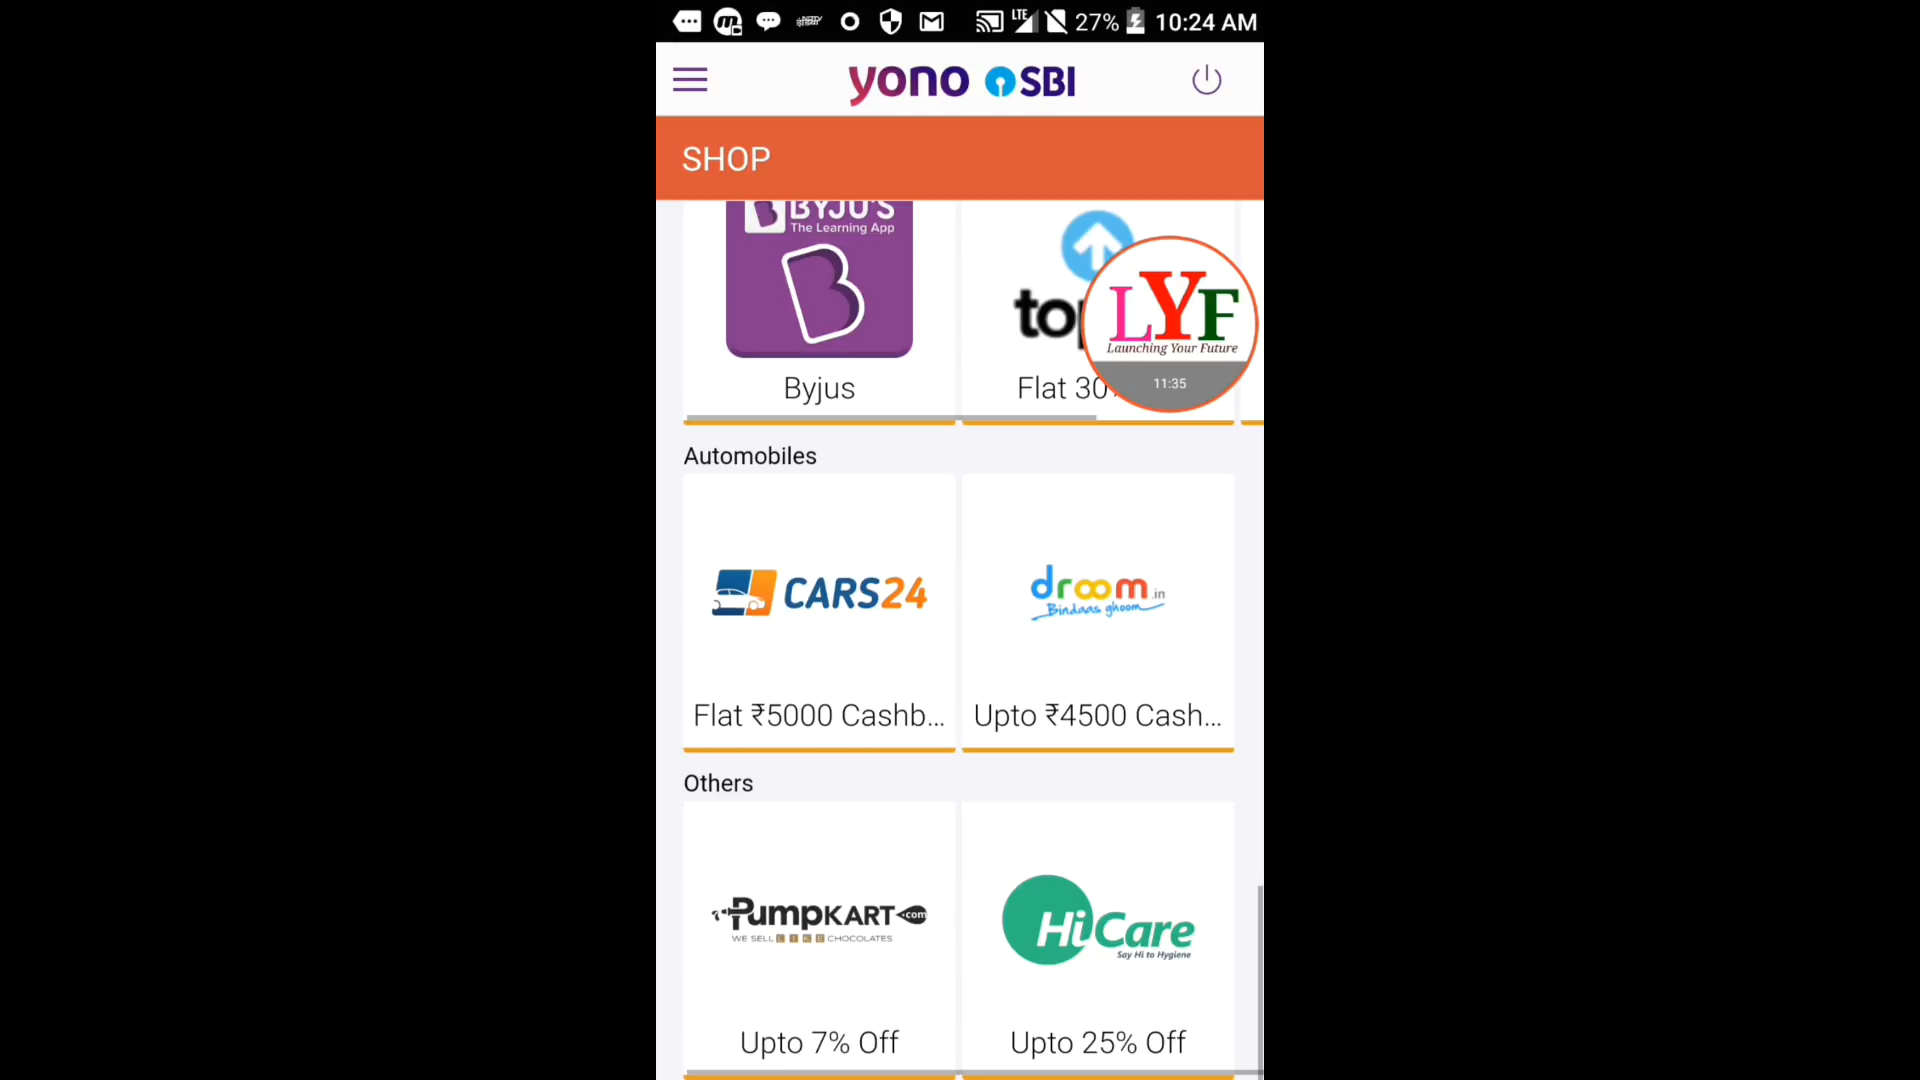 LTE 27% 10:24 AM
yono SBI
SHOP
BYJU'S
The Learning App
Byjus
Flat 30
LYF
Launching Your Future
11:35
Automobiles
CARS24
droom.in
Bindaas ghoom
Flat ₹5000 Cashb...
Upto ₹4500 Cash...
Others
PumpKART.com
WE SELL LIKE CHOCOLATES
HiCare
Say Hi to Hygiene
Upto 7% Off
Upto 25% Off